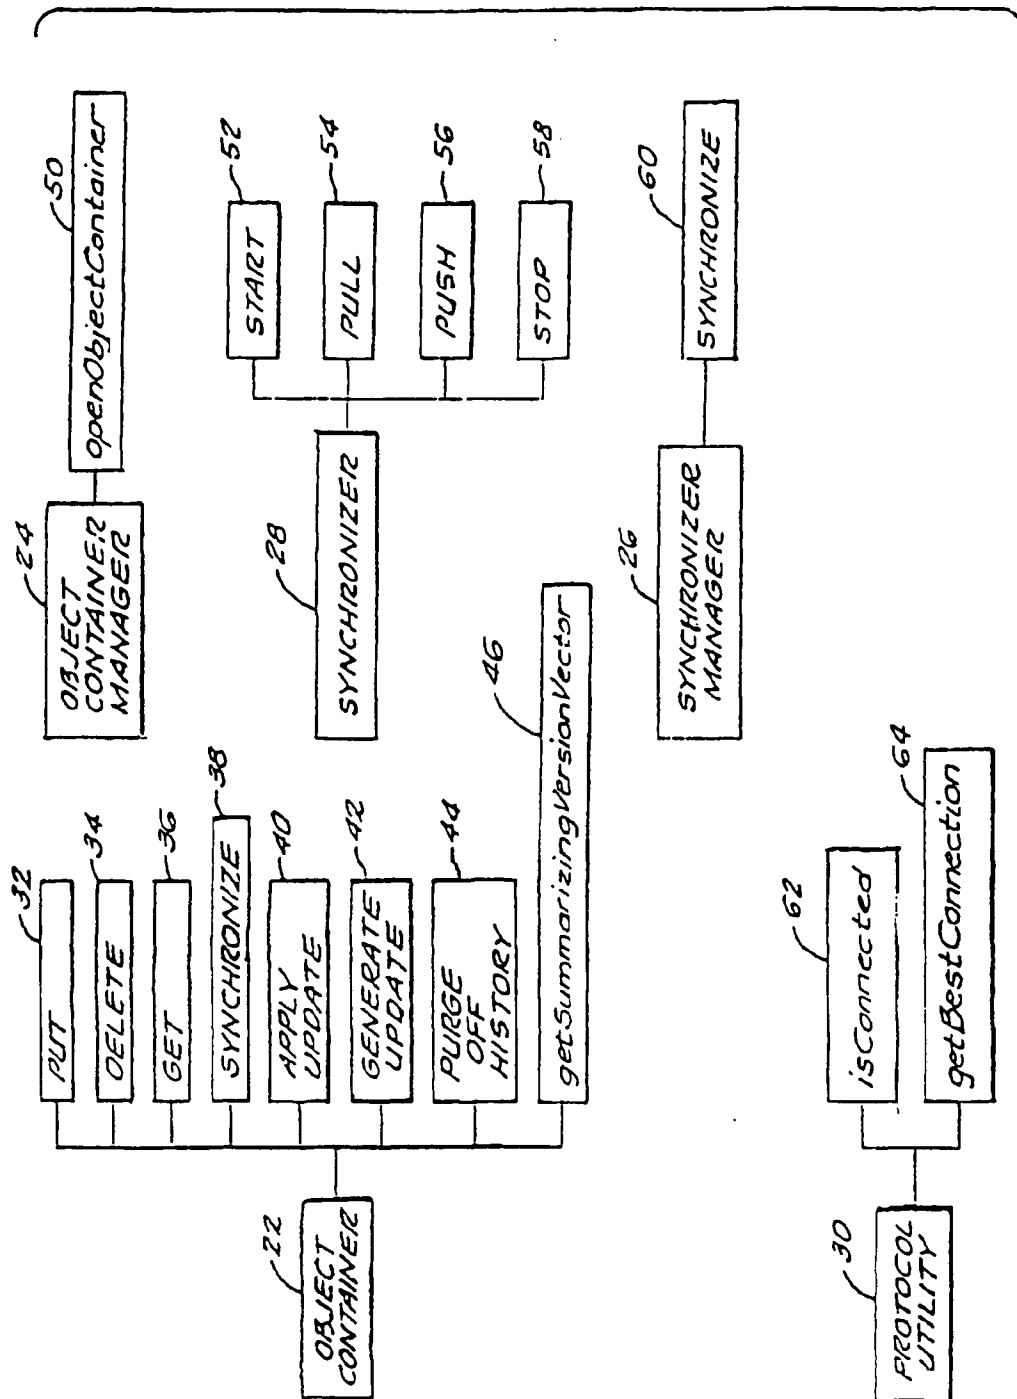 22
OBJECT
CONTAINER
32
PUT
34
DELETE
36
GET
38
SYNCHRONIZE
40
APPLY
UPDATE
42
GENERATE
UPDATE
44
PURGE
OFF
HISTORY
46
getSummarizingVersionVector
24
OBJECT
CONTAINER
MANAGER
50
openObjectContainer
28
SYNCHRONIZER
52
START
54
PULL
56
PUSH
58
STOP
26
SYNCHRONIZER
MANAGER
60
SYNCHRONIZE
30
PROTOCOL
UTILITY
62
isConnected
64
getBestConnection